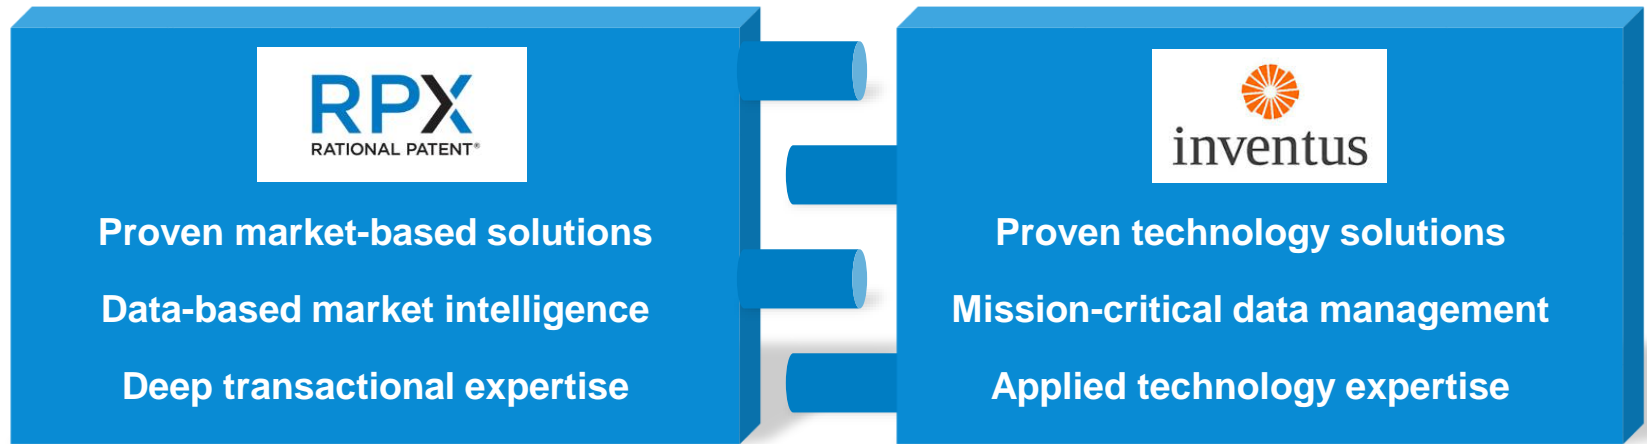 RPX
RATIONAL PATENT®
Proven market-based solutions
Data-based market intelligence
Deep transactional expertise
inventus
Proven technology solutions
Mission-critical data management
Applied technology expertise